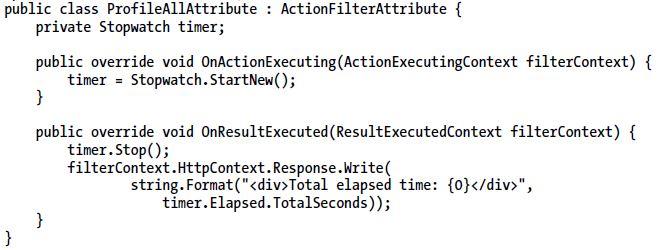 public class ProfileAllAttribute : ActionFilterAttribute {
    private Stopwatch timer;

    public override void OnActionExecuting(ActionExecutingContext filterContext) {
        timer = Stopwatch.StartNew();
    }

    public override void OnResultExecuted(ResultExecutedContext filterContext) {
        timer.Stop();
        filterContext.HttpContext.Response.Write(
                string.Format("<div>Total elapsed time: {0}</div>",
                    timer.Elapsed.TotalSeconds));
    }
}